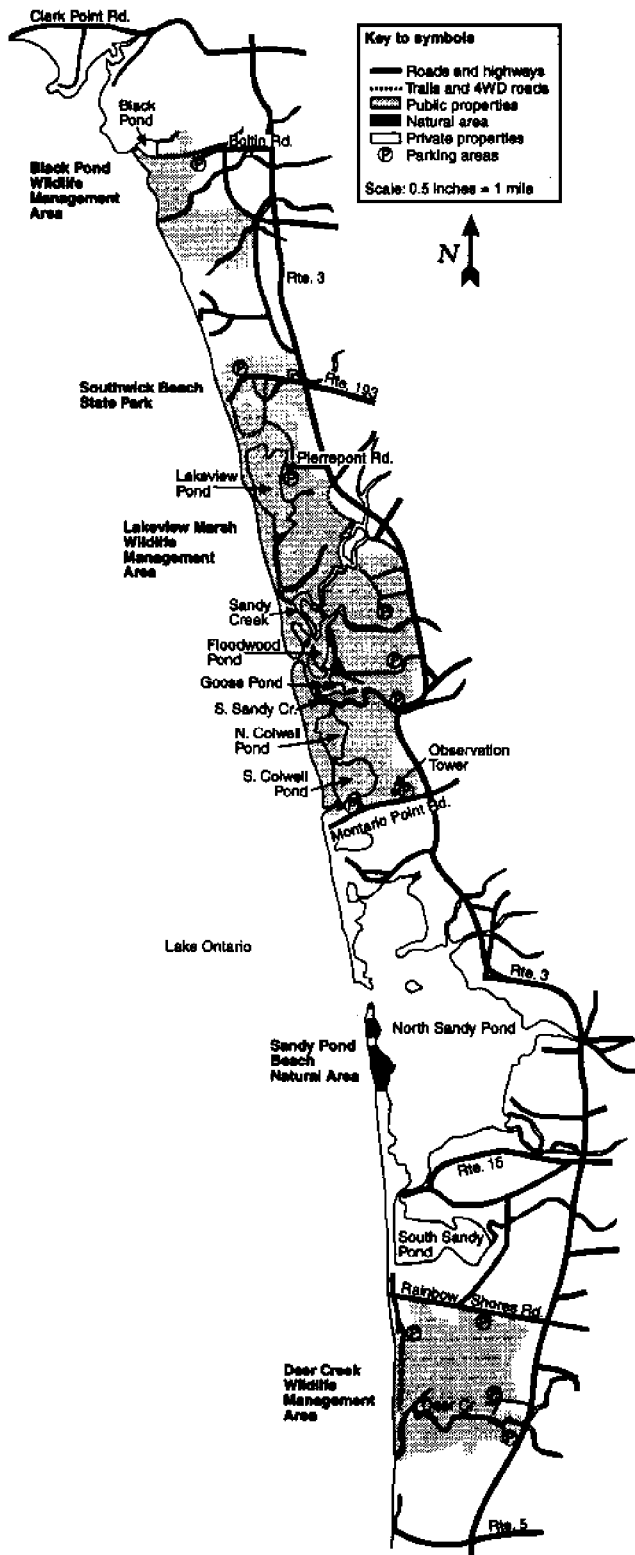 Clark Point Rd.
Key to symbols
Roads and highways
Trails and 4WD roads
Public properties
Natural area
Private properties
P Parking areas
Scale: 0.5 inches = 1 mile
N
Black
Pond
Boltin Rd.
P
Black Pond
Wildlife
Management
Area
Rte. 3
P
Rte. 193
Southwick Beach
State Park
Pierrepont Rd.
P
Lakeview
Pond
Lakeview Marsh
Wildlife
Management
Area
Sandy
Creek
P
Floodwood
Pond
P
Goose Pond
P
S. Sandy Cr.
N. Colwell
Pond
Observation
Tower
S. Colwell
Pond
P
P
Montario Point Rd.
Lake Ontario
Rte. 3
North Sandy Pond
Sandy Pond
Beach
Natural Area
Rte. 15
South Sandy
Pond
Rainbow Shores Rd.
P
P
Deer Creek
Wildlife
Management
Area
P
Deer Cr.
P
Rte. 5